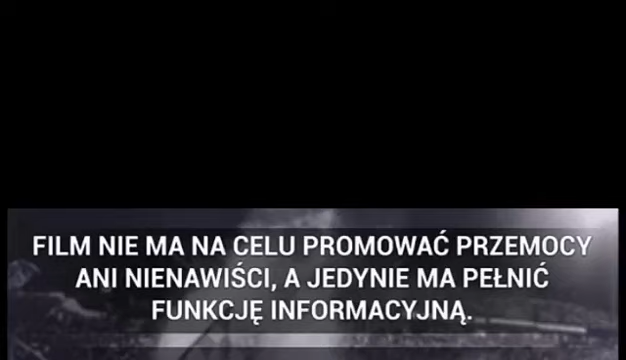 FILM NIE MA NA CELU PROMOWAĆ PRZEMOCY
ANI NIENAWIŚCI, A JEDYNIE MA PEŁNIĆ
FUNKCJĘ INFORMACYJNĄ.